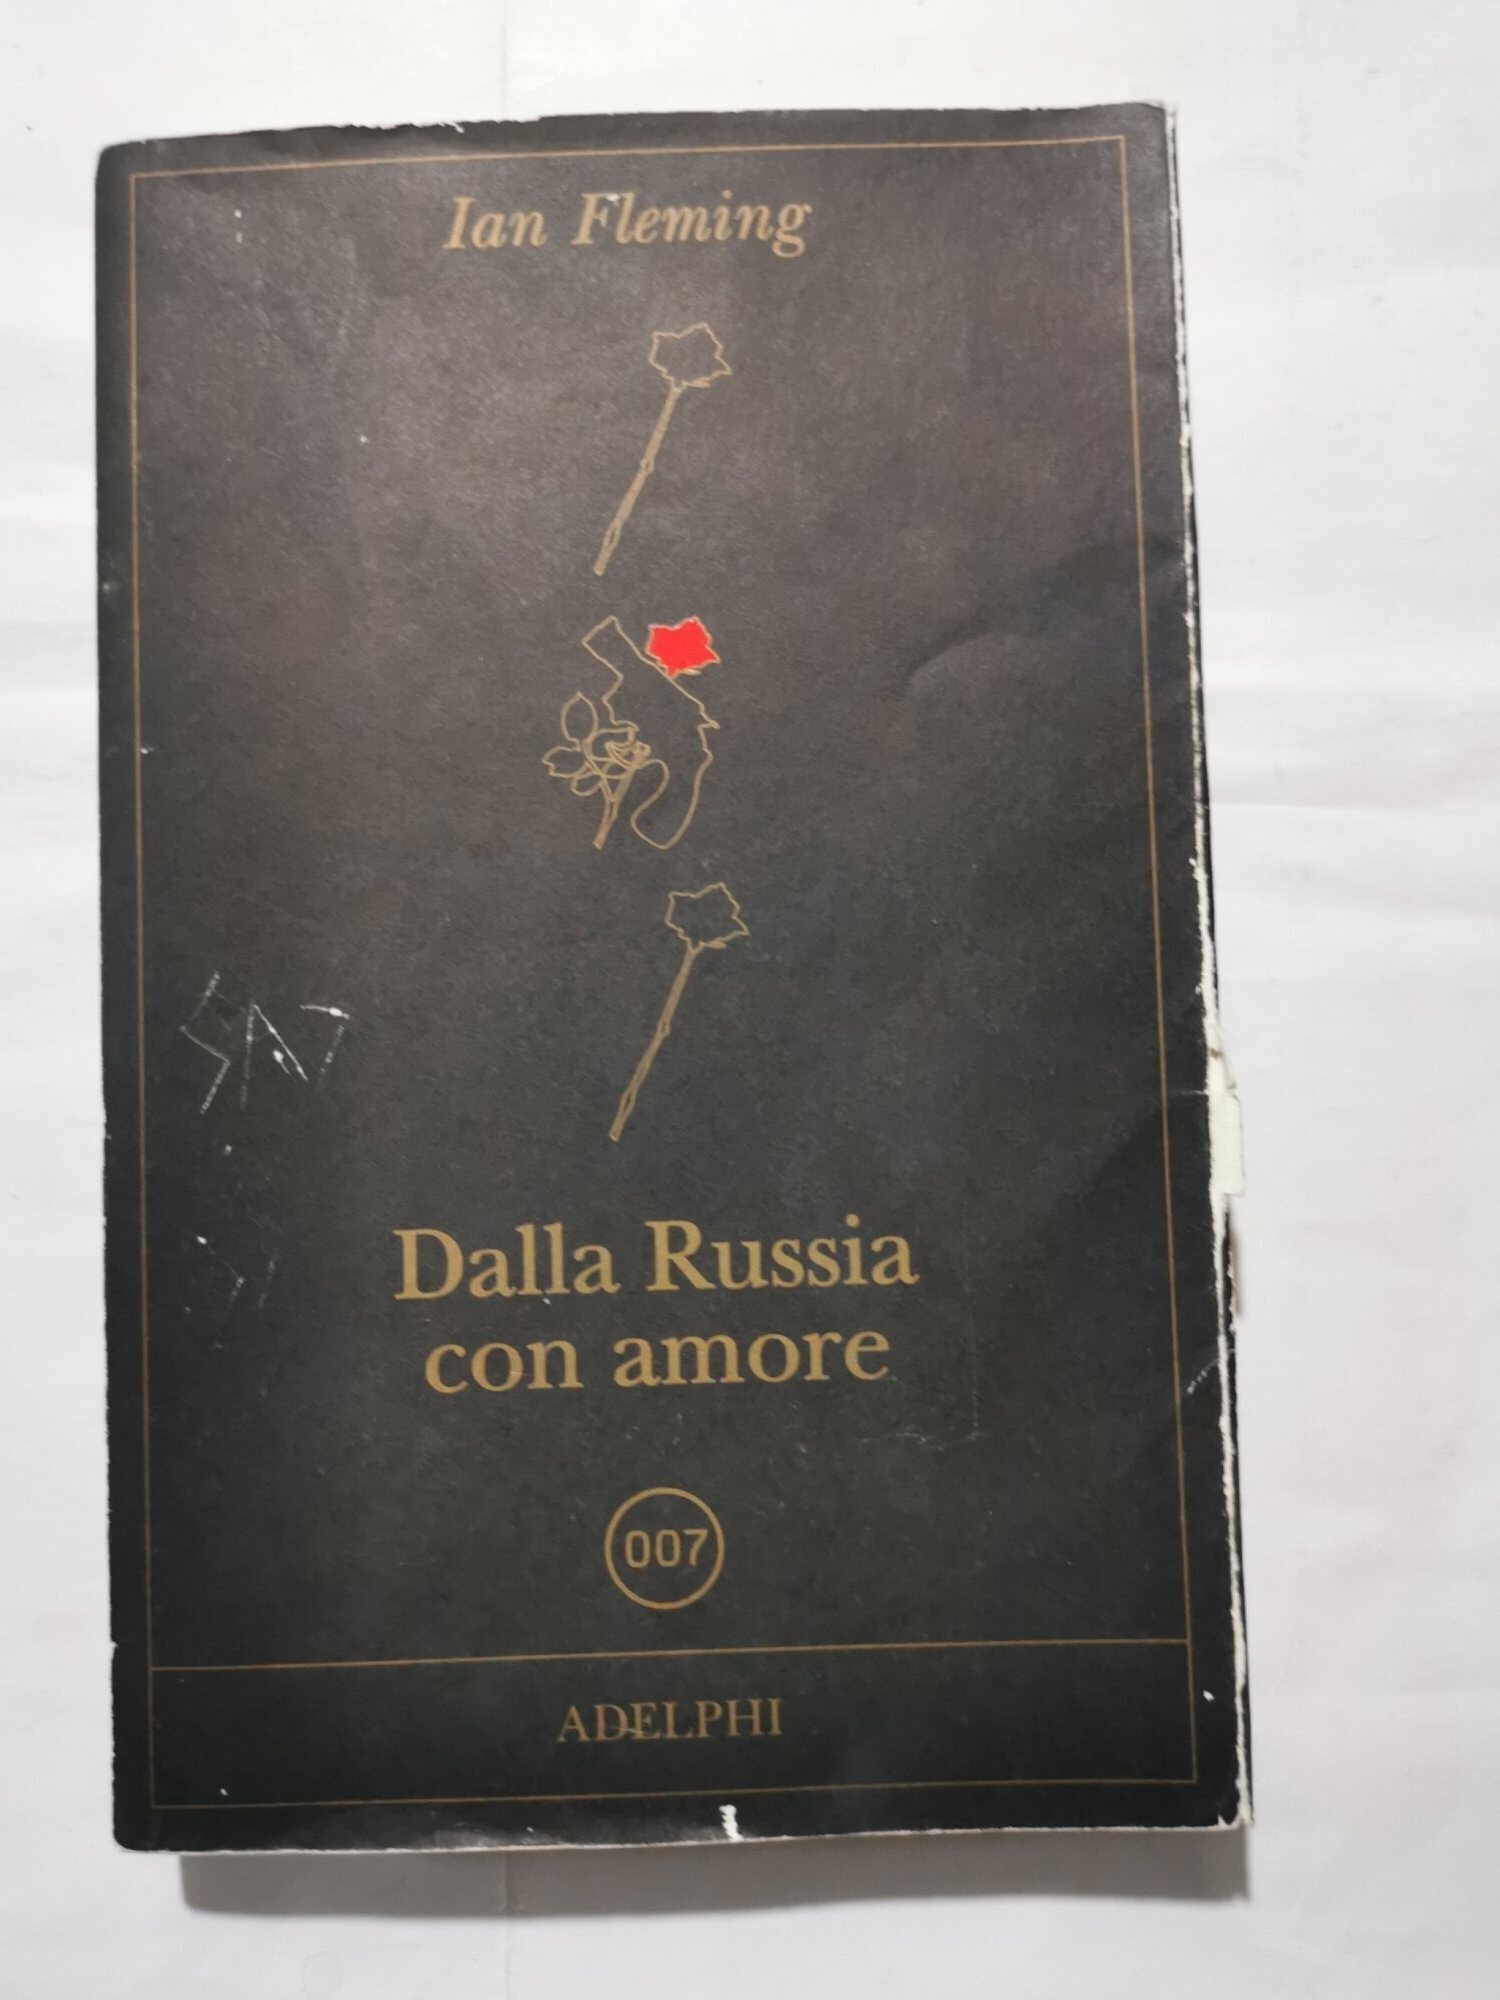 Ian Fleming
Dalla Russia
con amore
007
ADELPHI